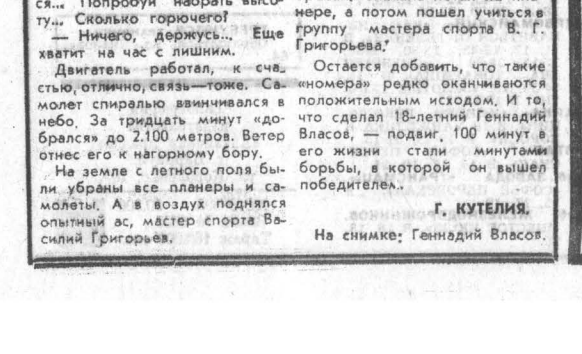 ся... Попробуй набрать высо-
ту... Сколько горючего?
— Ничего, держусь... Еще
хватит на час с лишним.
Двигатель работал, к сча-
стью, отлично, связь—тоже. Са-
молет спиралью ввинчивался в
небо. За тридцать минут «до-
брался» до 2.100 метров. Ветер
отнес его к нагорному бору.
На земле с летного поля бы-
ли убраны все планеры и са-
молеты. А в воздух поднялся
опытный ас, мастер спорта Ва-
силий Григорьев.
нере, а потом пошел учиться в
группу мастера спорта В. Г.
Григорьева.
Остается добавить, что такие
«номера» редко оканчиваются
положительным исходом. И то,
что сделал 18-летний Геннадий
Власов, — подвиг. 100 минут в
его жизни стали минутами
борьбы, в которой он вышел
победителем.
Г. КУТЕЛИЯ.
На снимке: Геннадий Власов.